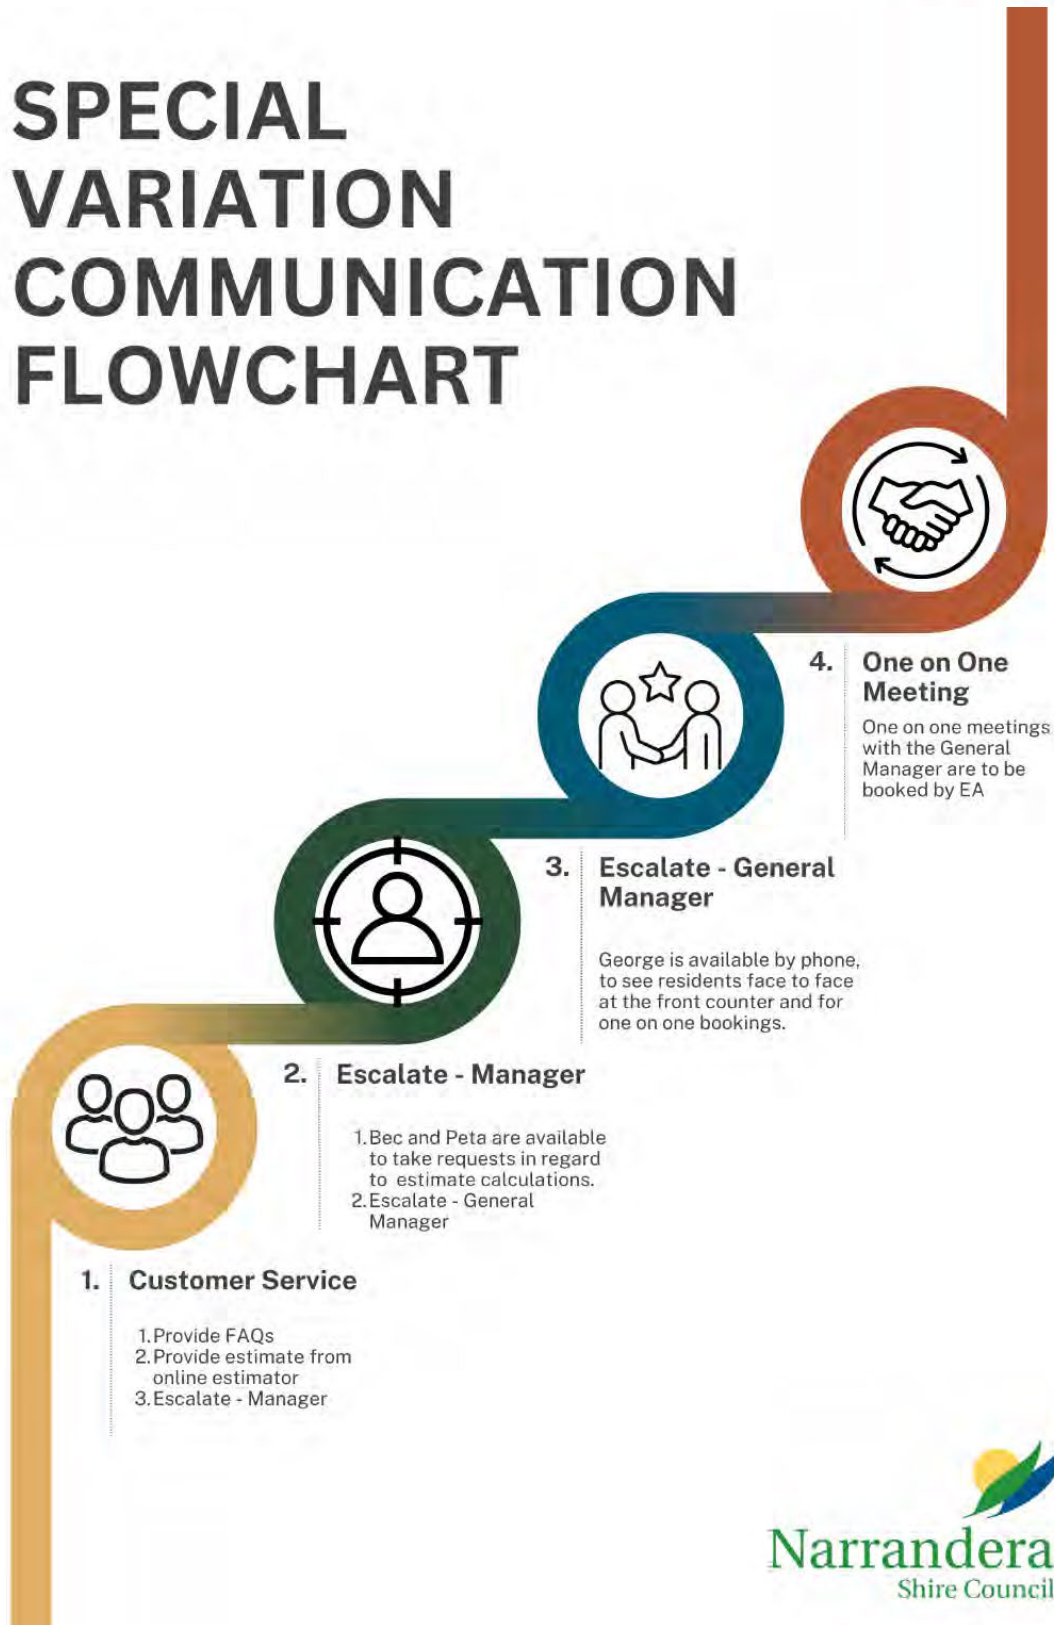 SPECIAL
VARIATION
COMMUNICATION
FLOWCHART
1. Customer Service
1. Provide FAQs
2. Provide estimate from
online estimator
3. Escalate - Manager
2. Escalate - Manager
1. Bec and Peta are available
to take requests in regard
to estimate calculations.
2. Escalate - General
Manager
3. Escalate - General
Manager
George is available by phone,
to see residents face to face
at the front counter and for
one on one bookings.
4. One on One
Meeting
One on one meetings
with the General
Manager are to be
booked by EA
Narrandera
Shire Council